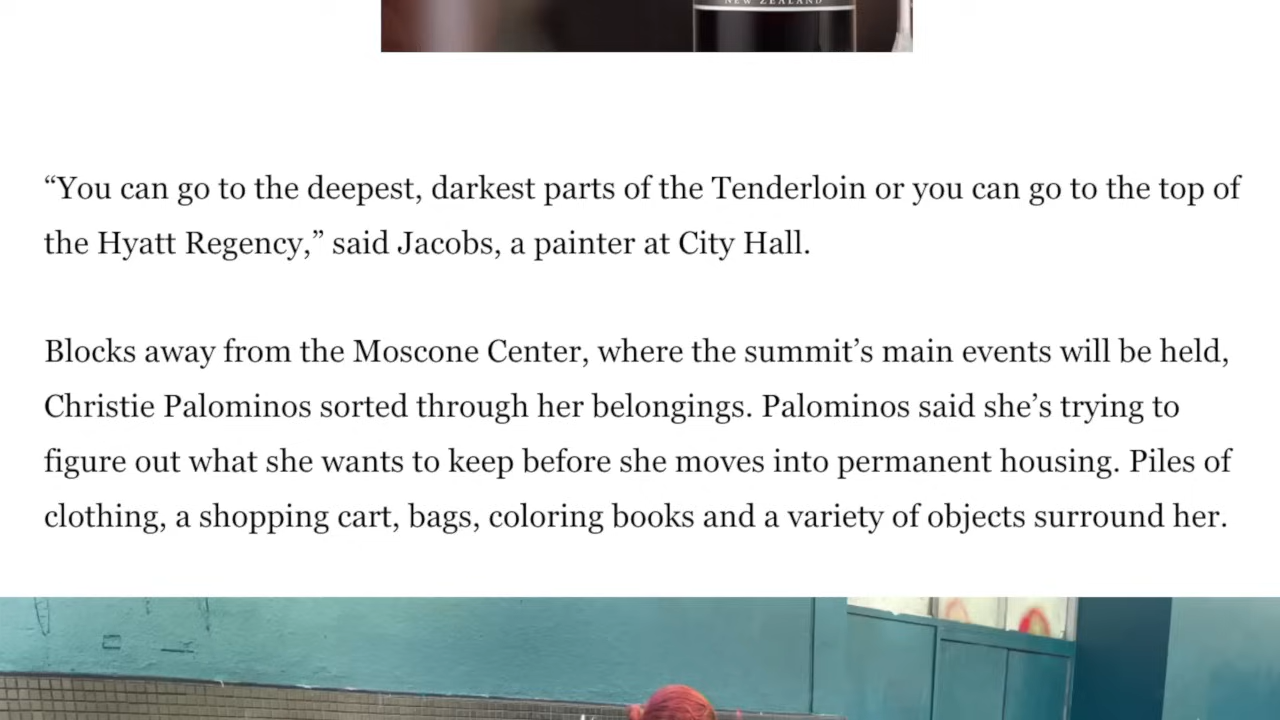 NEW ZEALAND
“You can go to the deepest, darkest parts of the Tenderloin or you can go to the top of
the Hyatt Regency,” said Jacobs, a painter at City Hall.
Blocks away from the Moscone Center, where the summit’s main events will be held,
Christie Palominos sorted through her belongings. Palominos said she’s trying to
figure out what she wants to keep before she moves into permanent housing. Piles of
clothing, a shopping cart, bags, coloring books and a variety of objects surround her.